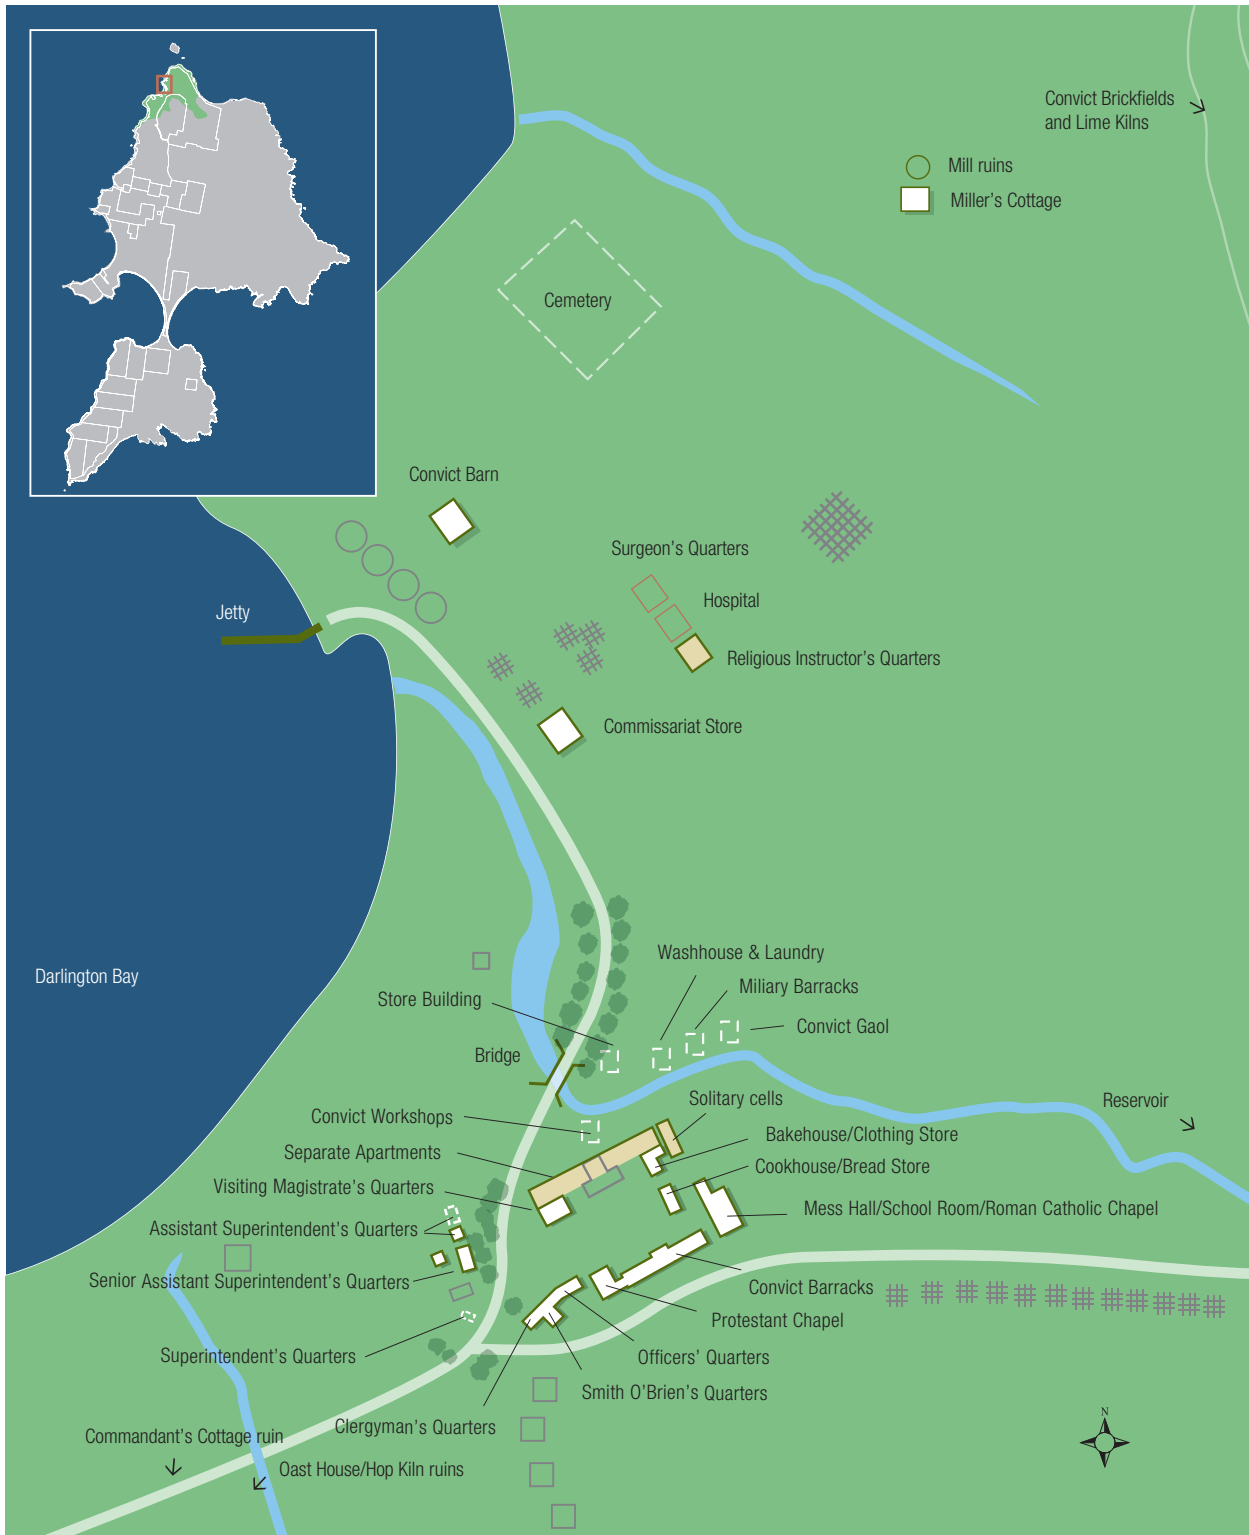 Convict Brickfields
and Lime Kilns
Mill ruins
Miller's Cottage
Cemetery
Convict Barn
Surgeon's Quarters
Hospital
Jetty
Religious Instructor's Quarters
Commissariat Store
Washhouse & Laundry
Darlington Bay
Miliary Barracks
Store Building
Convict Gaol
Bridge
Solitary cells
Reservoir
Convict Workshops
Bakehouse/Clothing Store
Separate Apartments
Cookhouse/Bread Store
Visiting Magistrate's Quarters
Mess Hall/School Room/Roman Catholic Chapel
Assistant Superintendent's Quarters
Senior Assistant Superintendent's Quarters
Convict Barracks
Protestant Chapel
Superintendent's Quarters
Officers' Quarters
Smith O'Brien's Quarters
Clergyman's Quarters
N
Commandant's Cottage ruin
Oast House/Hop Kiln ruins